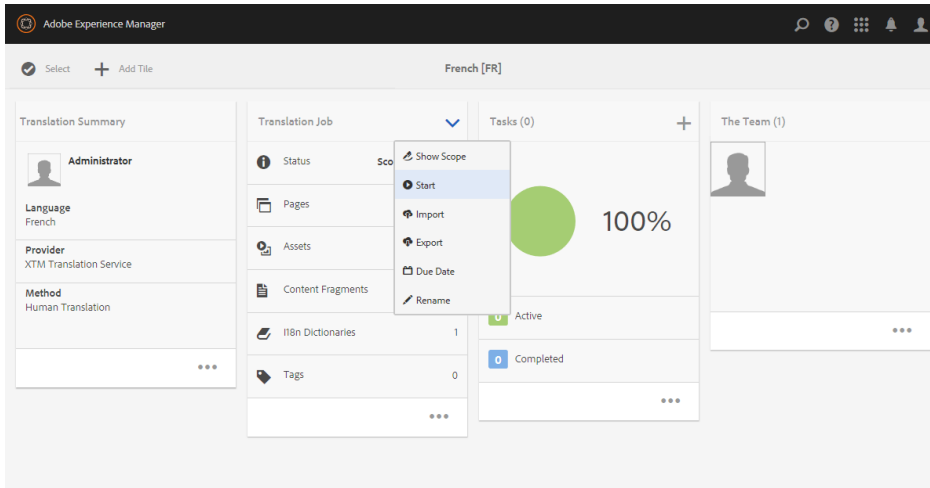 Adobe Experience Manager
Select
Add Tile
French [FR]
Translation Summary
Administrator
Language
French
Provider
XTM Translation Service
Method
Human Translation
Translation Job
Status
Sco
Pages
Assets
Content Fragments
I18n Dictionaries 1
Tags 0
Show Scope
Start
Import
Export
Due Date
Rename
Tasks (0)
100%
0 Active
0 Completed
The Team (1)